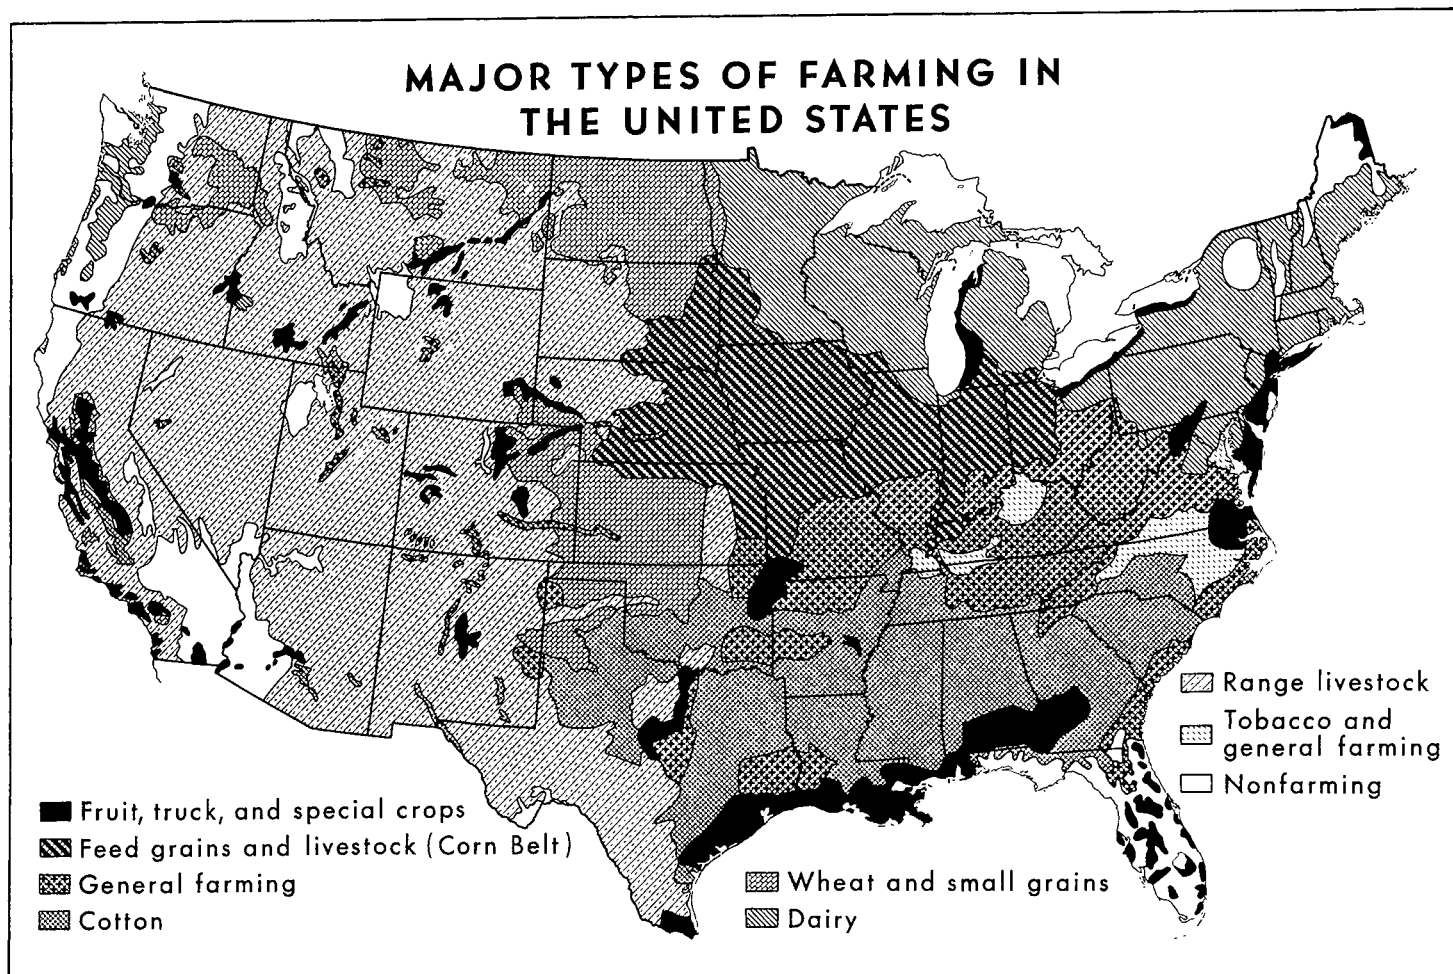 MAJOR TYPES OF FARMING IN
THE UNITED STATES
Range livestock
Tobacco and
general farming
Nonfarming
Fruit, truck, and special crops
Feed grains and livestock (Corn Belt)
General farming
Cotton
Wheat and small grains
Dairy